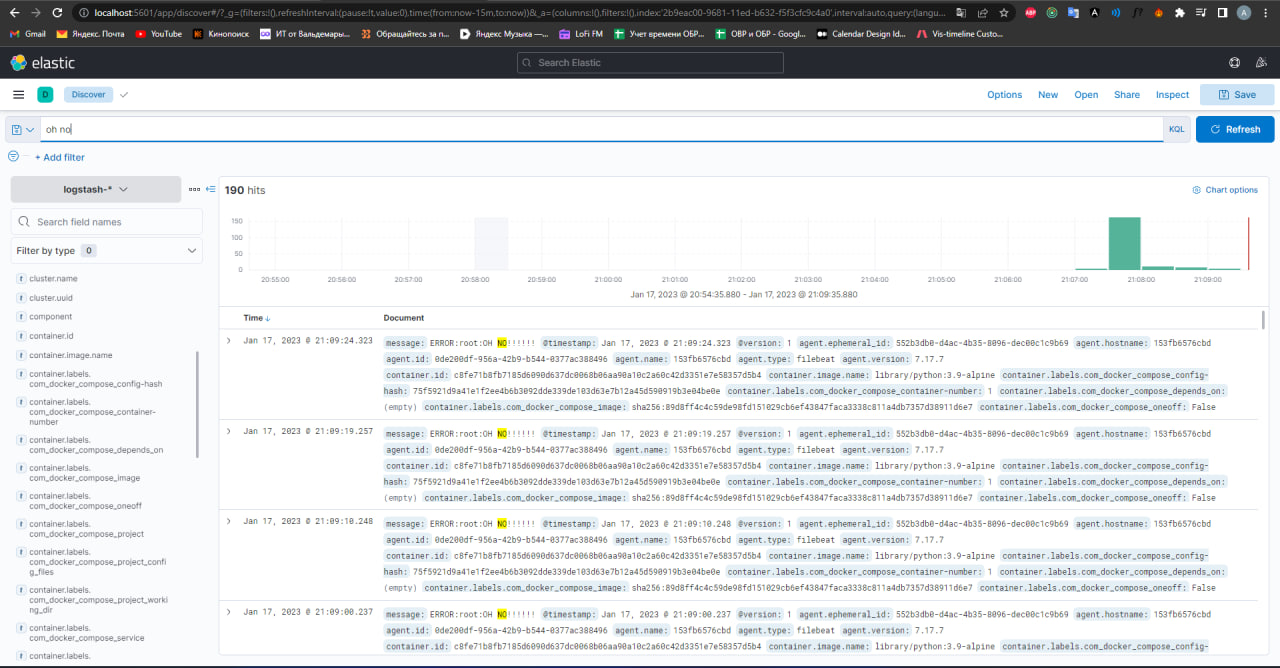 localhost:5601/app/discover#/?_g=(filters:!(),refreshInterval:(pause:!t,value:0),time:(from:now-15m,to:now))&_a=(columns:!(),filters:!(),index:'2b9eac00-9681-11ed-b632-f5f3cfc9c4a0',interval:auto,query:(langu...
Gmail Яндекс. Почта YouTube Кинопоиск ИТ от Вальдемары... Обращайтесь за п... Яндекс Музыка —... LoFi FM Учет времени ОБР... ОВР и ОБР - Googl... Calendar Design Id... Vis-timeline Custo...
elastic Search Elastic
D Discover Options New Open Share Inspect Save
oh no KQL Refresh
+ Add filter
logstash-* 190 hits Chart options
Search field names
Filter by type 0
150
100
50
0
20:55:00 20:56:00 20:57:00 20:58:00 20:59:00 21:00:00 21:01:00 21:02:00 21:03:00 21:04:00 21:05:00 21:06:00 21:07:00 21:08:00 21:09:00
Jan 17, 2023 @ 20:54:35.880 - Jan 17, 2023 @ 21:09:35.880
t cluster.name
t cluster.uuid
t component
t container.id
t container.image.name
t container.labels.
com_docker_compose_config-hash
t container.labels.
com_docker_compose_container-
number
t container.labels.
com_docker_compose_depends_on
t container.labels.
com_docker_compose_image
t container.labels.
com_docker_compose_oneoff
t container.labels.
com_docker_compose_project
t container.labels.
com_docker_compose_project_confi
g_files
t container.labels.
com_docker_compose_project_worki
ng_dir
t container.labels.
com_docker_compose_service
t container.labels.
Time Document
Jan 17, 2023 @ 21:09:24.323 message: ERROR:root:OH NO!!!!!! @timestamp: Jan 17, 2023 @ 21:09:24.323 @version: 1 agent.ephemeral_id: 552b3db0-d4ac-4b35-8096-dec00c1c9b69 agent.hostname: 153fb6576cbd
agent.id: 0de200df-956a-42b9-b544-0377ac388496 agent.name: 153fb6576cbd agent.type: filebeat agent.version: 7.17.7
container.id: c8fe71b8fb7185d6090d637dc0068b06aa90a10c2a60c42d3351e7e58357d5b4 container.image.name: library/python:3.9-alpine container.labels.com_docker_compose_config-
hash: 75f5921d9a41e1f2ee4b6b3092dde339de103d63e7b12a45d590919b3e04be0e container.labels.com_docker_compose_container-number: 1 container.labels.com_docker_compose_depends_on:
(empty) container.labels.com_docker_compose_image: sha256:89d8ff4c4c59de98fd151029cb6ef43847faca3338c811a4db7357d38911d6e7 container.labels.com_docker_compose_oneoff: False
Jan 17, 2023 @ 21:09:19.257 message: ERROR:root:OH NO!!!!!! @timestamp: Jan 17, 2023 @ 21:09:19.257 @version: 1 agent.ephemeral_id: 552b3db0-d4ac-4b35-8096-dec00c1c9b69 agent.hostname: 153fb6576cbd
agent.id: 0de200df-956a-42b9-b544-0377ac388496 agent.name: 153fb6576cbd agent.type: filebeat agent.version: 7.17.7
container.id: c8fe71b8fb7185d6090d637dc0068b06aa90a10c2a60c42d3351e7e58357d5b4 container.image.name: library/python:3.9-alpine container.labels.com_docker_compose_config-
hash: 75f5921d9a41e1f2ee4b6b3092dde339de103d63e7b12a45d590919b3e04be0e container.labels.com_docker_compose_container-number: 1 container.labels.com_docker_compose_depends_on:
(empty) container.labels.com_docker_compose_image: sha256:89d8ff4c4c59de98fd151029cb6ef43847faca3338c811a4db7357d38911d6e7 container.labels.com_docker_compose_oneoff: False
Jan 17, 2023 @ 21:09:10.248 message: ERROR:root:OH NO!!!!!! @timestamp: Jan 17, 2023 @ 21:09:10.248 @version: 1 agent.ephemeral_id: 552b3db0-d4ac-4b35-8096-dec00c1c9b69 agent.hostname: 153fb6576cbd
agent.id: 0de200df-956a-42b9-b544-0377ac388496 agent.name: 153fb6576cbd agent.type: filebeat agent.version: 7.17.7
container.id: c8fe71b8fb7185d6090d637dc0068b06aa90a10c2a60c42d3351e7e58357d5b4 container.image.name: library/python:3.9-alpine container.labels.com_docker_compose_config-
hash: 75f5921d9a41e1f2ee4b6b3092dde339de103d63e7b12a45d590919b3e04be0e container.labels.com_docker_compose_container-number: 1 container.labels.com_docker_compose_depends_on:
(empty) container.labels.com_docker_compose_image: sha256:89d8ff4c4c59de98fd151029cb6ef43847faca3338c811a4db7357d38911d6e7 container.labels.com_docker_compose_oneoff: False
Jan 17, 2023 @ 21:09:00.237 message: ERROR:root:OH NO!!!!!! @timestamp: Jan 17, 2023 @ 21:09:00.237 @version: 1 agent.ephemeral_id: 552b3db0-d4ac-4b35-8096-dec00c1c9b69 agent.hostname: 153fb6576cbd
agent.id: 0de200df-956a-42b9-b544-0377ac388496 agent.name: 153fb6576cbd agent.type: filebeat agent.version: 7.17.7
container.id: c8fe71b8fb7185d6090d637dc0068b06aa90a10c2a60c42d3351e7e58357d5b4 container.image.name: library/python:3.9-alpine container.labels.com_docker_compose_config-